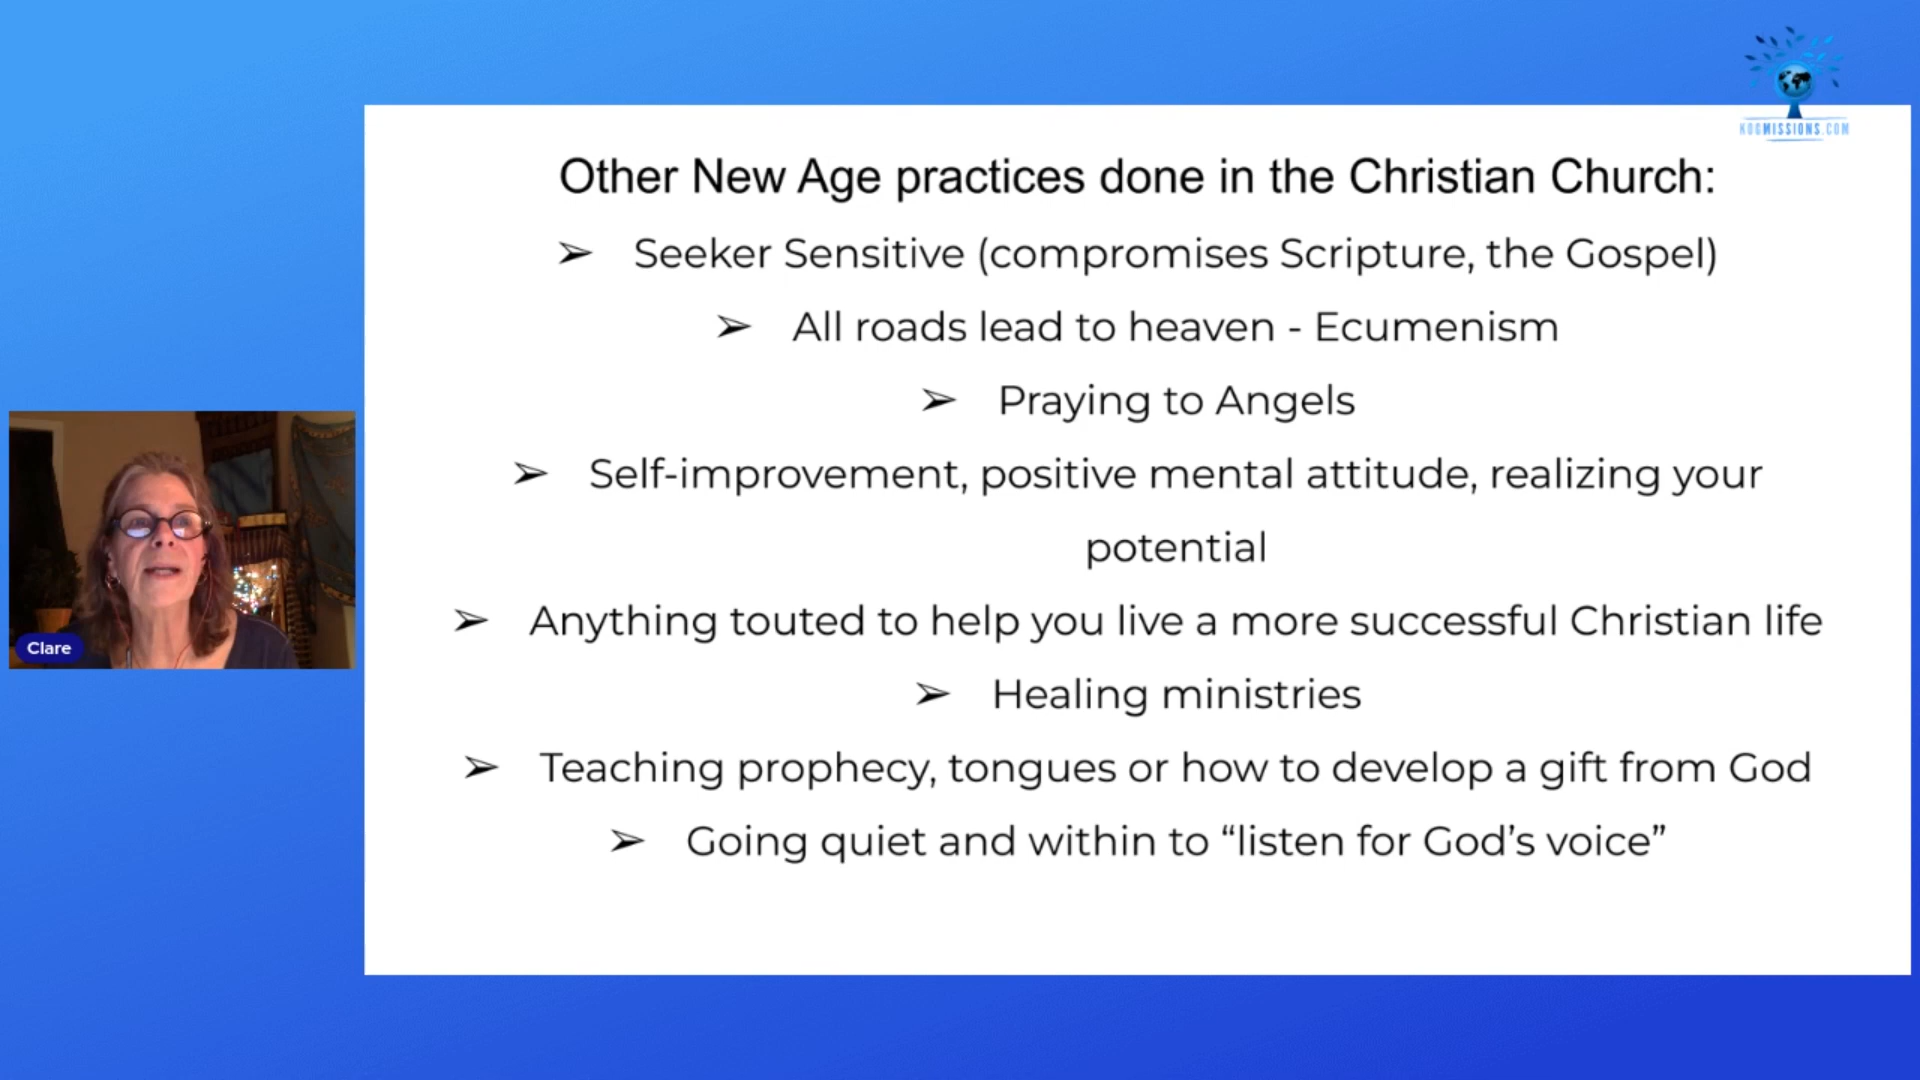 KOGMISSIONS.COM
Other New Age practices done in the Christian Church:
➢ Seeker Sensitive (compromises Scripture, the Gospel)
➢ All roads lead to heaven - Ecumenism
➢ Praying to Angels
➢ Self-improvement, positive mental attitude, realizing your
potential
➢ Anything touted to help you live a more successful Christian life
➢ Healing ministries
➢ Teaching prophecy, tongues or how to develop a gift from God
➢ Going quiet and within to “listen for God’s voice”
Clare